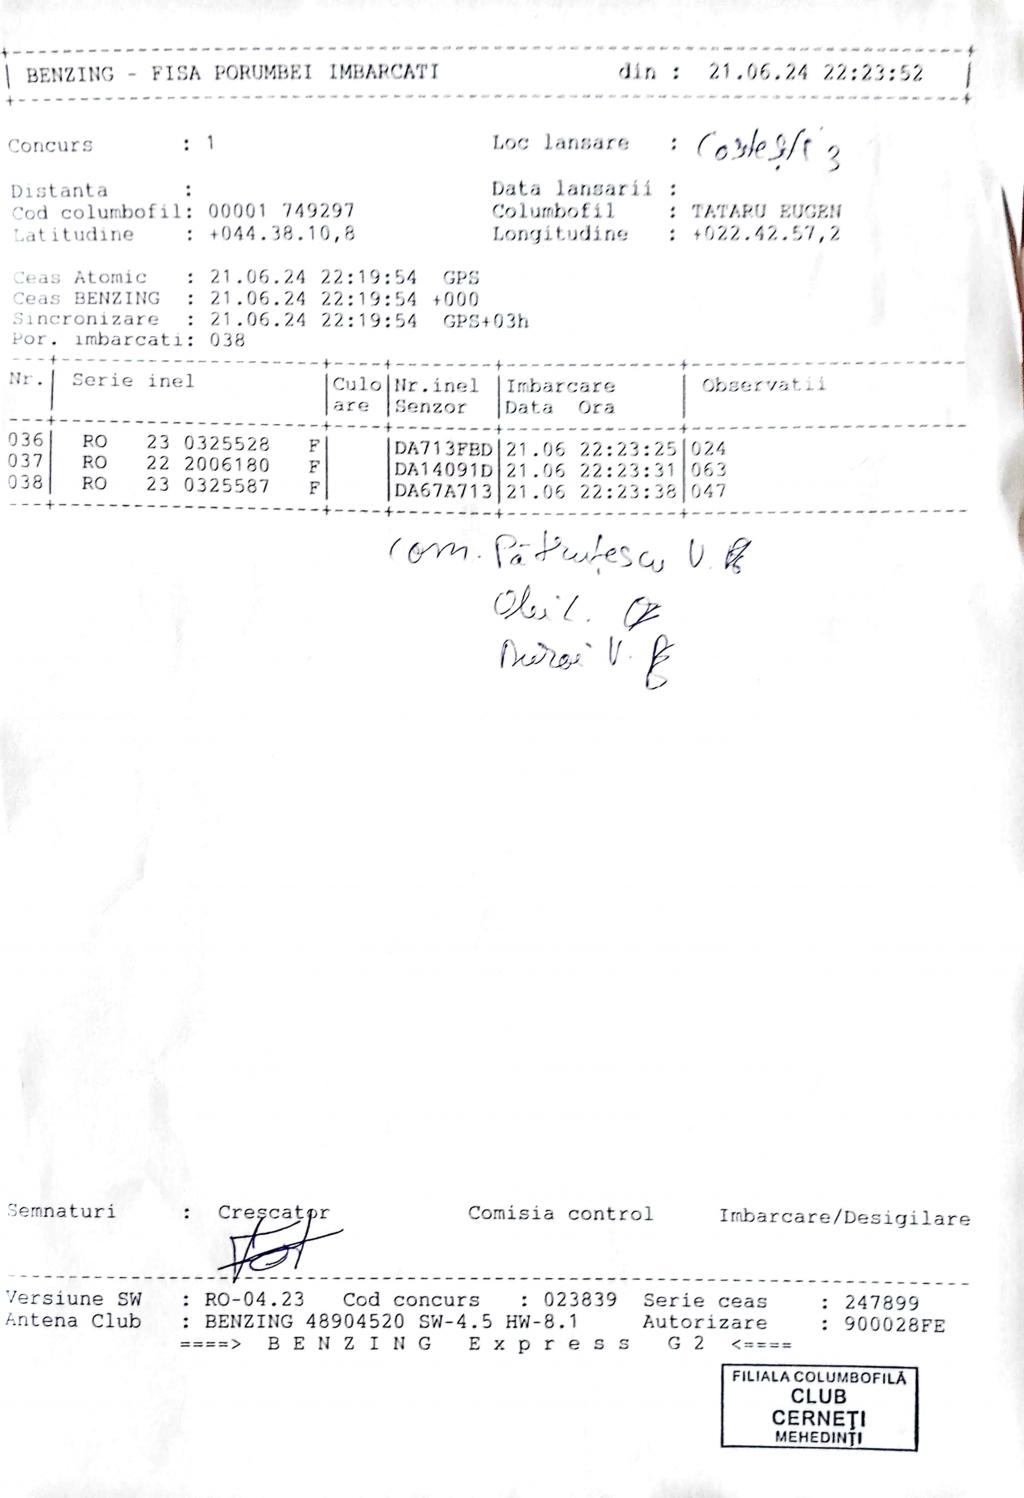 BENZING - FISA PORUMBEI IMBARCATI din : 21.06.24 22:23:52
Concurs : 1 Loc lansare : Costești 3
Distanta : Data lansarii :
Cod columbofil: 00001 749297 Columbofil : TATARU EUGEN
Latitudine : +044.38.10,8 Longitudine : +022.42.57,2
Ceas Atomic : 21.06.24 22:19:54 GPS
Ceas BENZING : 21.06.24 22:19:54 +000
Sincronizare : 21.06.24 22:19:54 GPS+03h
Por. imbarcati: 038
Nr. Serie inel Culo Nr.inel Imbarcare Observatii
are Senzor Data Ora
036 RO 23 0325528 F DA713FBD 21.06 22:23:25 024
037 RO 22 2006180 F DA14091D 21.06 22:23:31 063
038 RO 23 0325587 F DA67A713 21.06 22:23:38 047
Com. Pătruțescu V.
V.
Semnaturi : Crescator Comisia control Imbarcare/Desigilare
Versiune SW : RO-04.23 Cod concurs : 023839 Serie ceas : 247899
Antena Club : BENZING 48904520 SW-4.5 HW-8.1 Autorizare : 900028FE
====> B E N Z I N G E x p r e s s G 2 <====
FILIALA COLUMBOFILĂ
CLUB
CERNEȚI
MEHEDINȚI